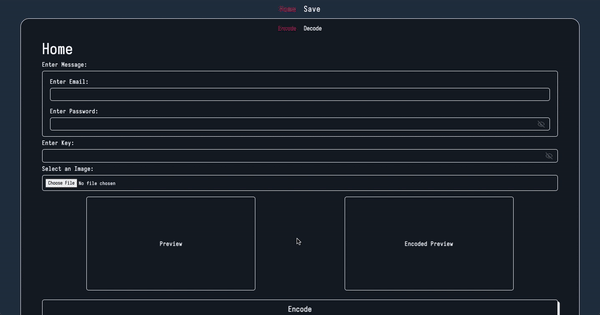 Home Save
Encode Decode
Home
Enter Message:
Enter Email:
Enter Password:
Enter Key:
Select an Image:
Choose File No file chosen
Preview Encoded Preview
Encode